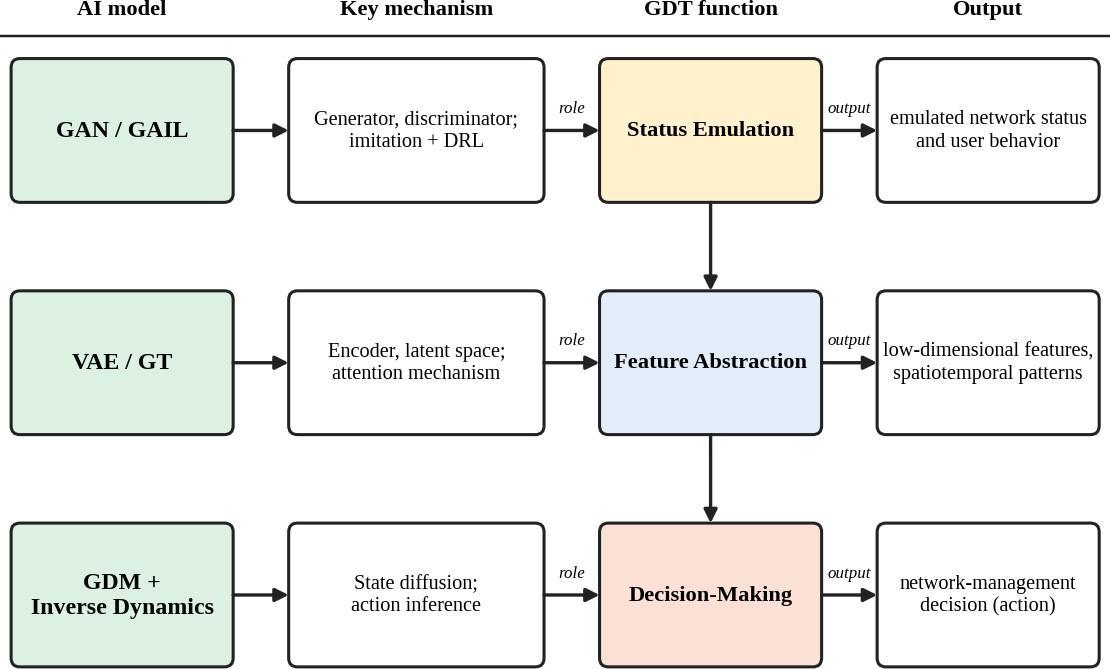 AI model
Key mechanism
GDT function
Output
GAN / GAIL
Generator, discriminator;
imitation + DRL
role
Status Emulation
output
emulated network status
and user behavior
VAE / GT
Encoder, latent space;
attention mechanism
role
Feature Abstraction
output
low-dimensional features,
spatiotemporal patterns
GDM +
Inverse Dynamics
State diffusion;
action inference
role
Decision-Making
output
network-management
decision (action)